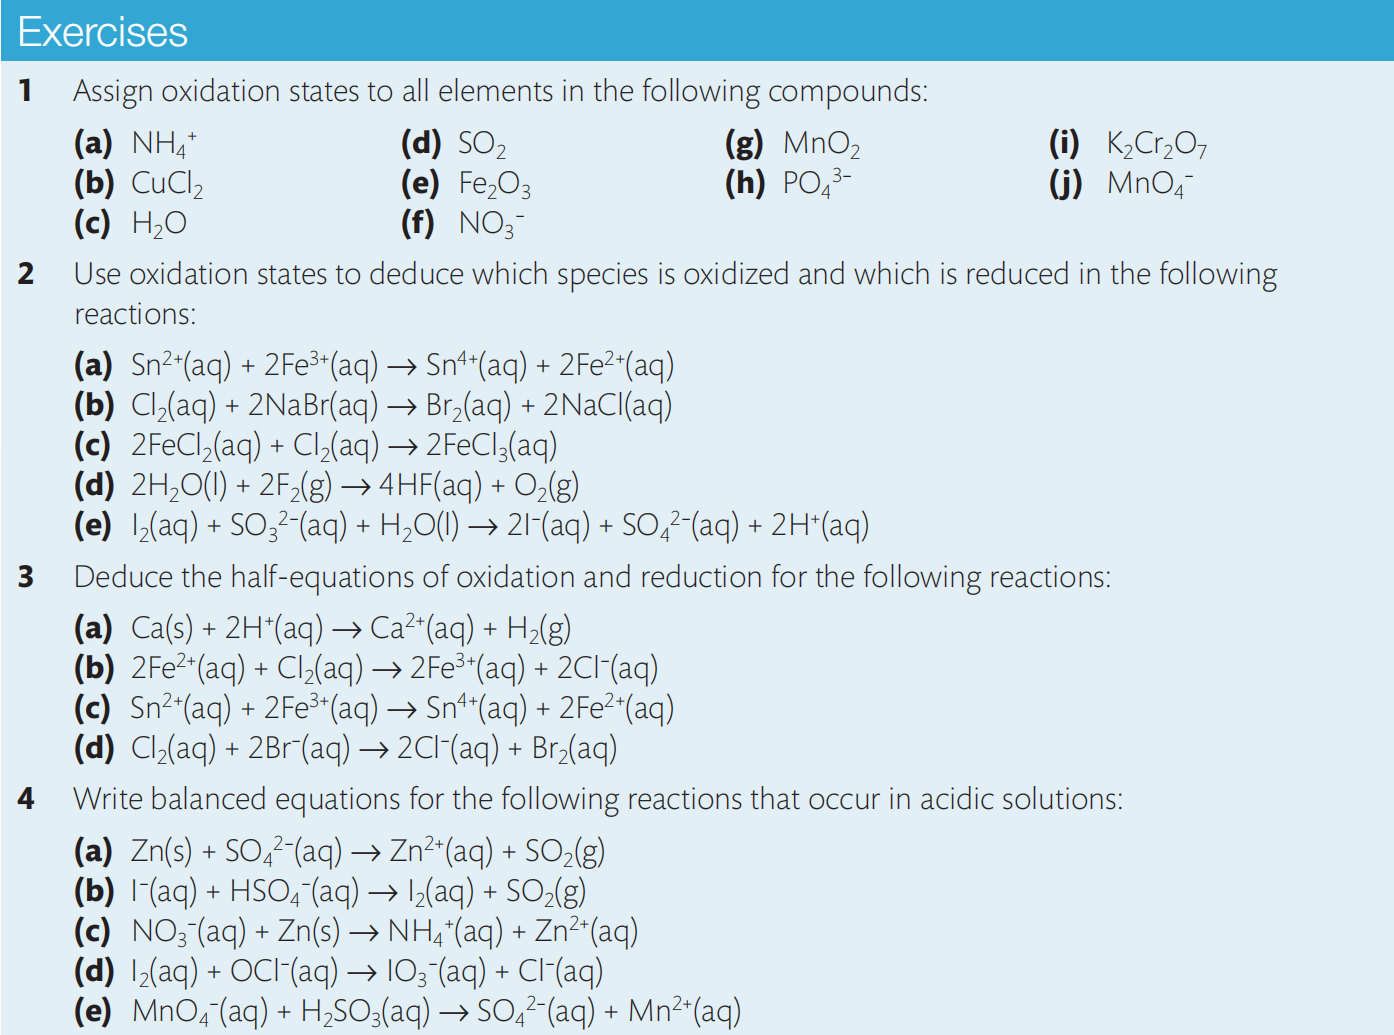 Exercises
1 Assign oxidation states to all elements in the following compounds:
(a) NH₄⁺ (d) SO₂ (g) MnO₂ (i) K₂Cr₂O₇
(b) CuCl₂ (e) Fe₂O₃ (h) PO₄³⁻ (j) MnO₄⁻
(c) H₂O (f) NO₃⁻
2 Use oxidation states to deduce which species is oxidized and which is reduced in the following
reactions:
(a) Sn²⁺(aq) + 2Fe³⁺(aq) → Sn⁴⁺(aq) + 2Fe²⁺(aq)
(b) Cl₂(aq) + 2NaBr(aq) → Br₂(aq) + 2NaCl(aq)
(c) 2FeCl₂(aq) + Cl₂(aq) → 2FeCl₃(aq)
(d) 2H₂O(l) + 2F₂(g) → 4HF(aq) + O₂(g)
(e) I₂(aq) + SO₃²⁻(aq) + H₂O(l) → 2I⁻(aq) + SO₄²⁻(aq) + 2H⁺(aq)
3 Deduce the half-equations of oxidation and reduction for the following reactions:
(a) Ca(s) + 2H⁺(aq) → Ca²⁺(aq) + H₂(g)
(b) 2Fe²⁺(aq) + Cl₂(aq) → 2Fe³⁺(aq) + 2Cl⁻(aq)
(c) Sn²⁺(aq) + 2Fe³⁺(aq) → Sn⁴⁺(aq) + 2Fe²⁺(aq)
(d) Cl₂(aq) + 2Br⁻(aq) → 2Cl⁻(aq) + Br₂(aq)
4 Write balanced equations for the following reactions that occur in acidic solutions:
(a) Zn(s) + SO₄²⁻(aq) → Zn²⁺(aq) + SO₂(g)
(b) I⁻(aq) + HSO₄⁻(aq) → I₂(aq) + SO₂(g)
(c) NO₃⁻(aq) + Zn(s) → NH₄⁺(aq) + Zn²⁺(aq)
(d) I₂(aq) + OCl⁻(aq) → IO₃⁻(aq) + Cl⁻(aq)
(e) MnO₄⁻(aq) + H₂SO₃(aq) → SO₄²⁻(aq) + Mn²⁺(aq)